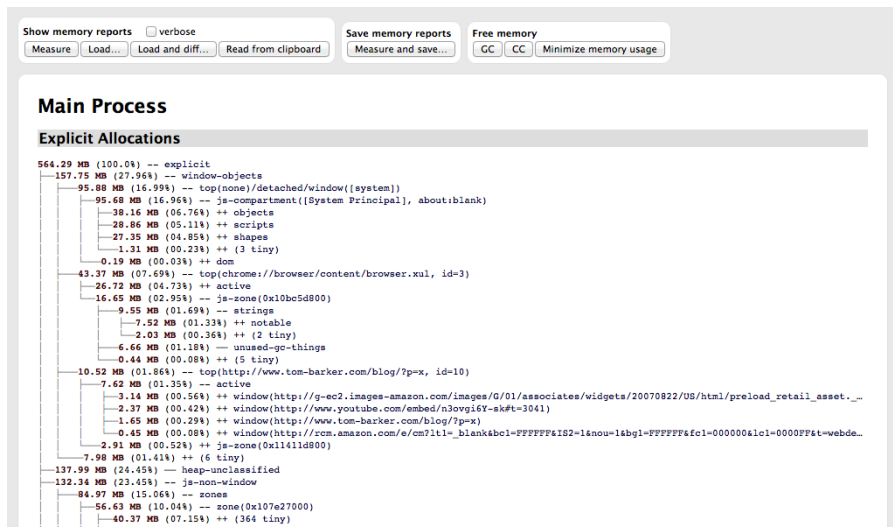 Show memory reports verbose
Measure Load... Load and diff... Read from clipboard
Save memory reports
Measure and save...
Free memory
GC CC Minimize memory usage
Main Process
Explicit Allocations
564.29 MB (100.0%) -- explicit
├──157.75 MB (27.96%) -- window-objects
│  ├───95.88 MB (16.99%) -- top(none)/detached/window([system])
│  │  ├──95.68 MB (16.96%) -- js-compartment([System Principal], about:blank)
│  │  │  ├──38.16 MB (06.76%) ++ objects
│  │  │  ├──28.86 MB (05.11%) ++ scripts
│  │  │  ├──27.35 MB (04.85%) ++ shapes
│  │  │  └───1.31 MB (00.23%) ++ (3 tiny)
│  │  └───0.19 MB (00.03%) ++ dom
│  ├───43.37 MB (07.69%) -- top(chrome://browser/content/browser.xul, id=3)
│  │  ├──26.72 MB (04.73%) ++ active
│  │  └──16.65 MB (02.95%) -- js-zone(0x10bc5d800)
│  │     ├───9.55 MB (01.69%) -- strings
│  │     │  ├──7.52 MB (01.33%) ++ notable
│  │     │  └──2.03 MB (00.36%) ++ (2 tiny)
│  │     ├───6.66 MB (01.18%) ── unused-gc-things
│  │     └───0.44 MB (00.08%) ++ (5 tiny)
│  ├───10.52 MB (01.86%) -- top(http://www.tom-barker.com/blog/?p=x, id=10)
│  │  ├───7.62 MB (01.35%) -- active
│  │  │  ├──3.14 MB (00.56%) ++ window(http://g-ec2.images-amazon.com/images/G/01/associates/widgets/20070822/US/html/preload_retail_asset._…
│  │  │  ├──2.37 MB (00.42%) ++ window(http://www.youtube.com/embed/n3ovgi6Y-sk#t=3041)
│  │  │  ├──1.65 MB (00.29%) ++ window(http://www.tom-barker.com/blog/?p=x)
│  │  │  └──0.45 MB (00.08%) ++ window(http://rcm.amazon.com/e/cm?lt1=_blank&bc1=FFFFFF&IS2=1&nou=1&bg1=FFFFFF&fc1=000000&lc1=0000FF&t=webde…
│  │  └───2.91 MB (00.52%) ++ js-zone(0x11411d800)
│  └────7.98 MB (01.41%) ++ (6 tiny)
├──137.99 MB (24.45%) ── heap-unclassified
├──132.34 MB (23.45%) -- js-non-window
│  ├───84.97 MB (15.06%) -- zones
│  │  ├──56.63 MB (10.04%) -- zone(0x107e27000)
│  │  │  ├──40.37 MB (07.15%) ++ (364 tiny)